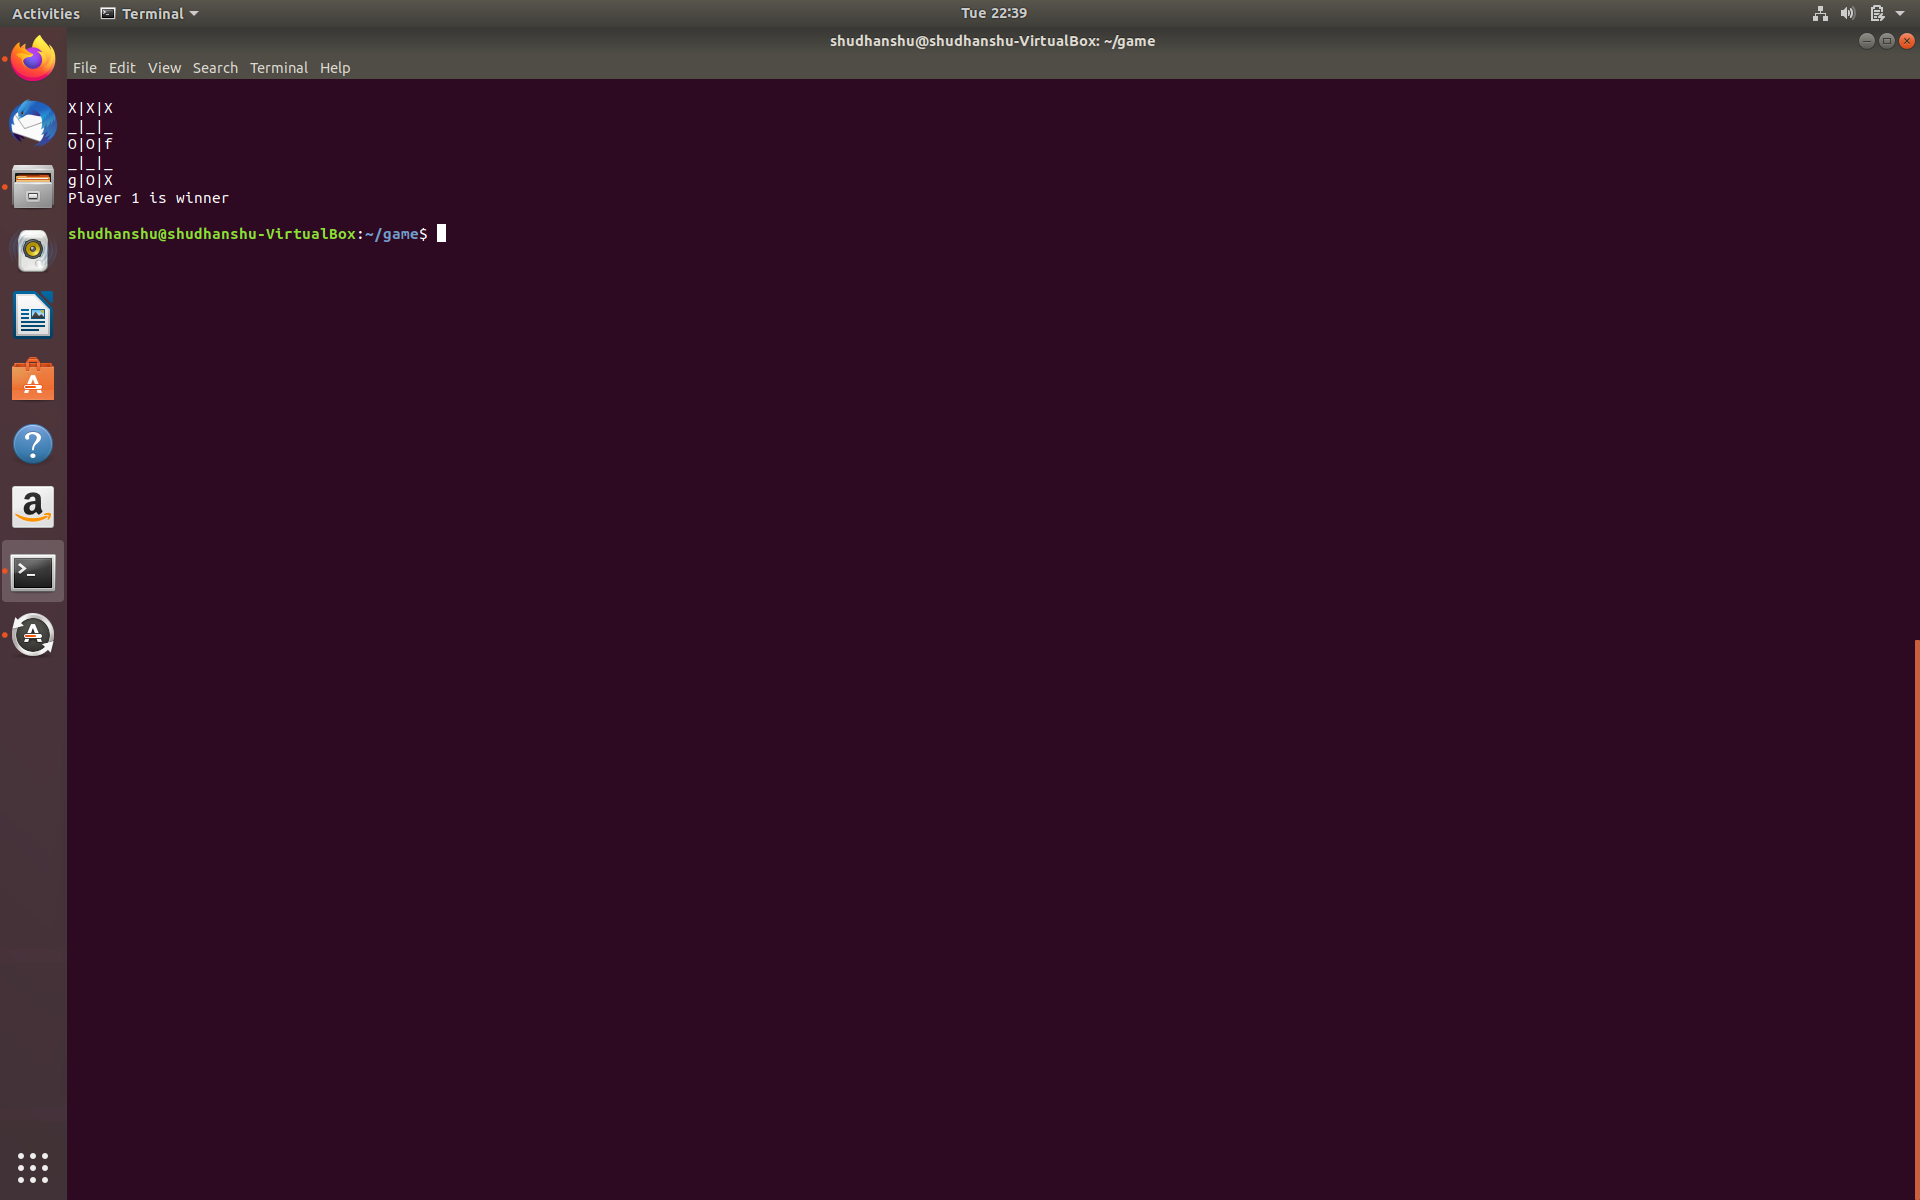 Activities Terminal Tue 22:39
shudhanshu@shudhanshu-VirtualBox: ~/game
File Edit View Search Terminal Help
X|X|X
_|_|_
O|O|f
_|_|_
g|O|X
Player 1 is winner
shudhanshu@shudhanshu-VirtualBox:~/game$